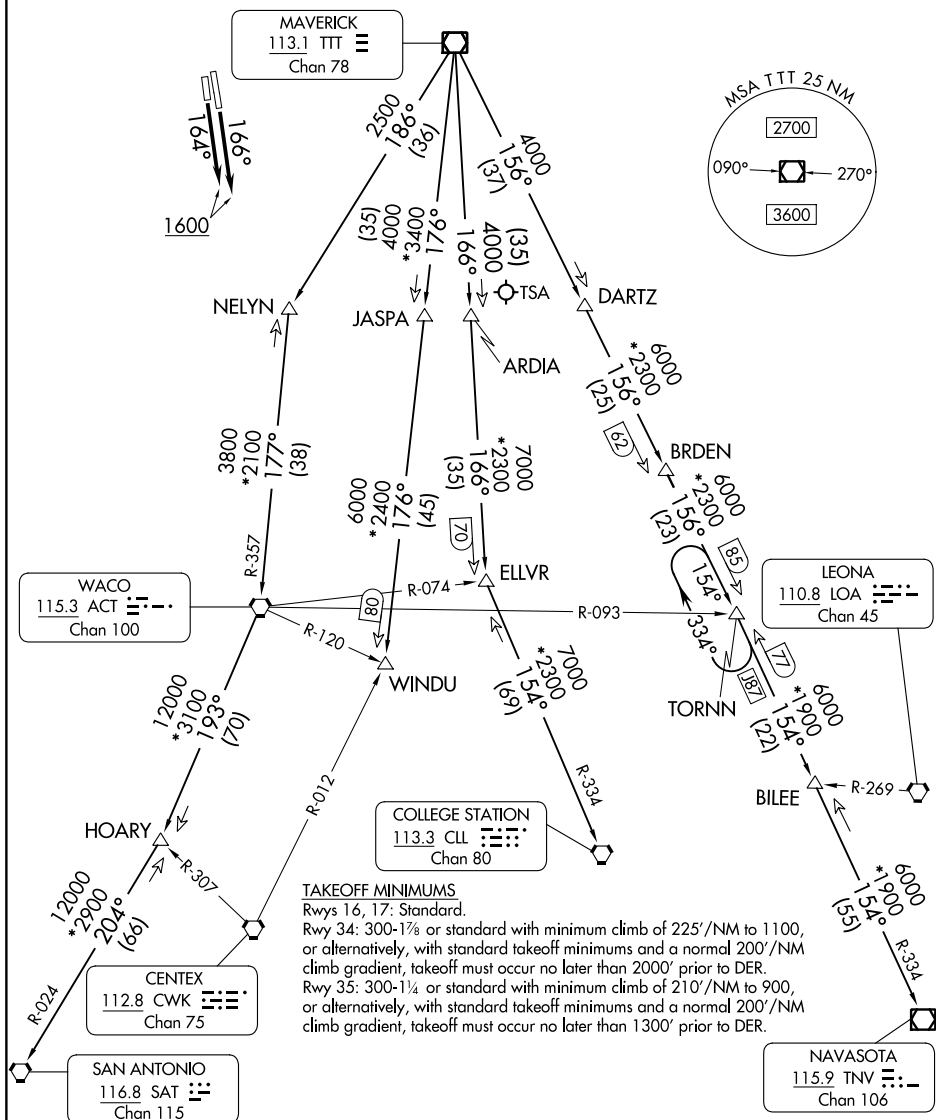 MAVERICK
113.1 TTT
Chan 78
164°
166°
1600
2500
186°
(36)
(35)
4000
*3400
176°
166°
4000
(35)
4000
156°
(37)
MSA TTT 25 NM
2700
090°
270°
3600
TSA
NELYN
JASPA
ARDIA
DARTZ
6000
*2300
156°
(25)
62
BRDEN
3800
*2100
177°
(38)
6000
*2400
176°
(45)
7000
*2300
166°
(35)
70
6000
*2300
156°
(23)
85
R-357
WACO
115.3 ACT
Chan 100
R-074
ELLVR
R-093
R-120
80
WINDU
154°
334°
J87
77
TORNN
LEONA
110.8 LOA
Chan 45
6000
*1900
154°
(22)
R-269
BILEE
12000
*3100
193°
(70)
7000
*2300
154°
(69)
R-334
R-012
HOARY
R-307
COLLEGE STATION
113.3 CLL
Chan 80
6000
*1900
154°
(55)
R-334
12000
*2900
204°
(66)
R-024
CENTEX
112.8 CWK
Chan 75
TAKEOFF MINIMUMS
Rwys 16, 17: Standard.
Rwy 34: 300-1⅞ or standard with minimum climb of 225'/NM to 1100,
or alternatively, with standard takeoff minimums and a normal 200'/NM
climb gradient, takeoff must occur no later than 2000' prior to DER.
Rwy 35: 300-1¼ or standard with minimum climb of 210'/NM to 900,
or alternatively, with standard takeoff minimums and a normal 200'/NM
climb gradient, takeoff must occur no later than 1300' prior to DER.
SAN ANTONIO
116.8 SAT
Chan 115
NAVASOTA
115.9 TNV
Chan 106